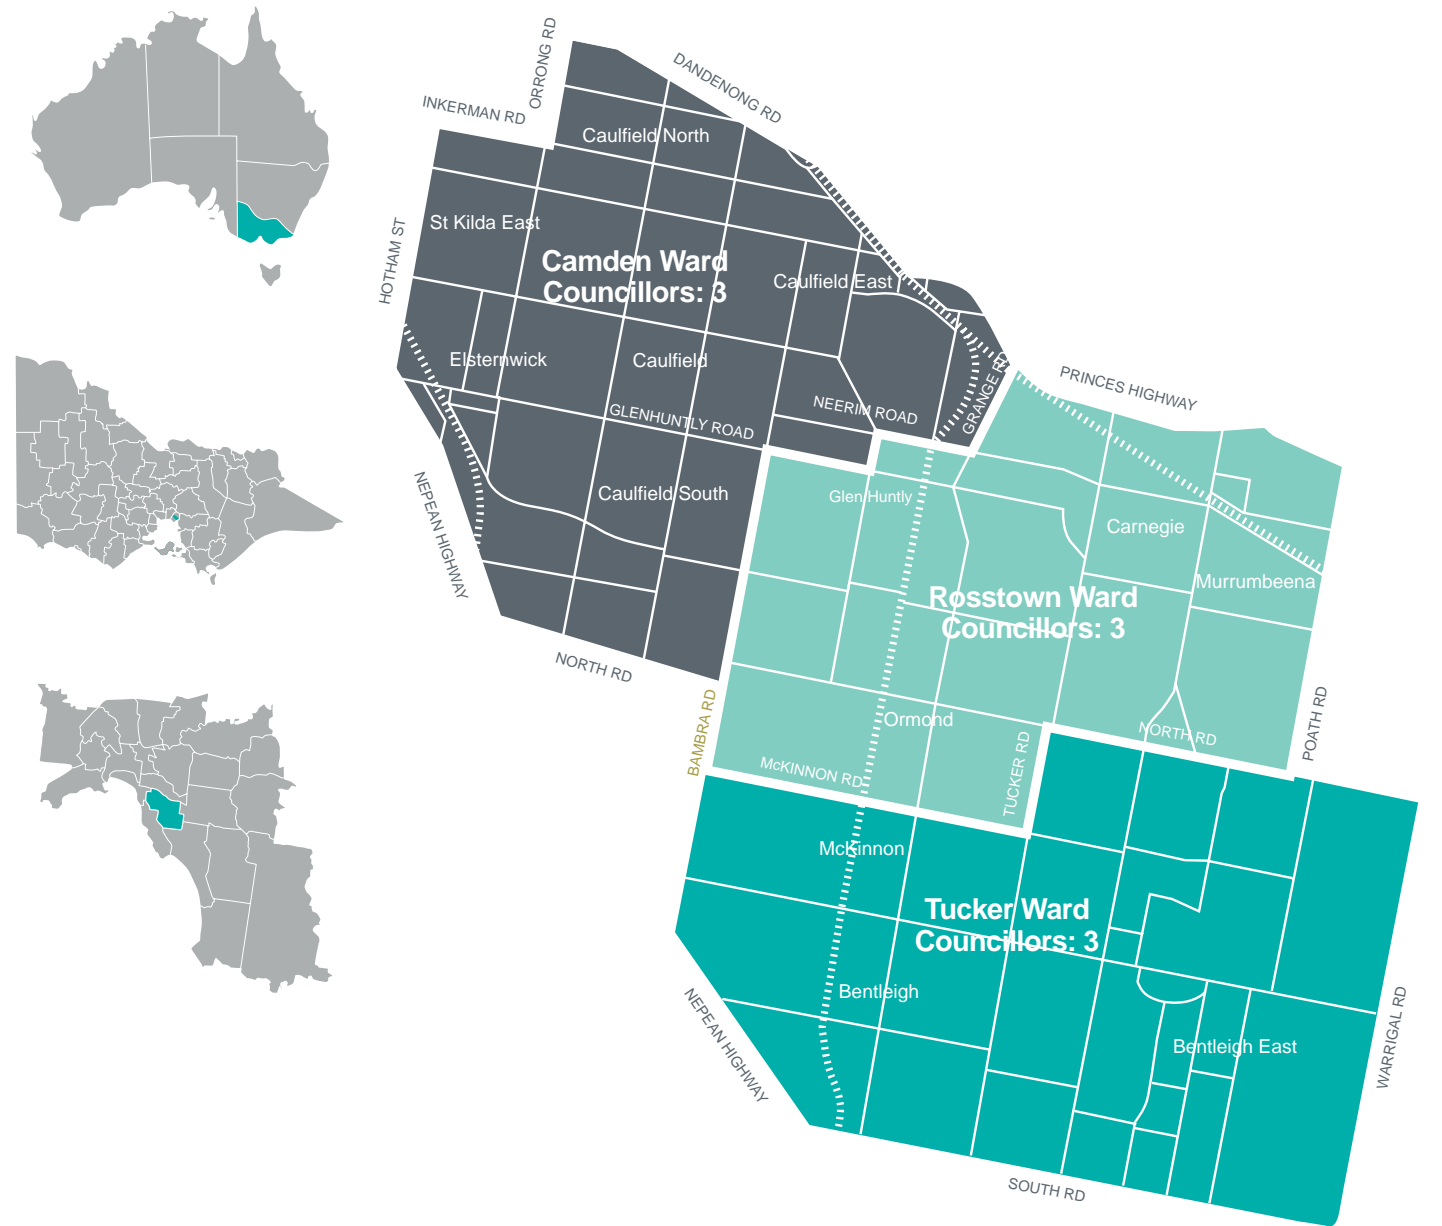 ORRONG RD
DANDENONG RD
INKERMAN RD
Caulfield North
St Kilda East
HOTHAM ST
Camden Ward
Councillors: 3
Caulfield East
Elsternwick
Caulfield
GLENHUNTLY ROAD
NEERIM ROAD
GRANGE RD
PRINCES HIGHWAY
NEPEAN HIGHWAY
Caulfield South
Glen Huntly
Carnegie
Murrumbeena
Rosstown Ward
Councillors: 3
NORTH RD
BAMBRA RD
Ormond
McKINNON RD
TUCKER RD
NORTH RD
POATH RD
McKinnon
Tucker Ward
Councillors: 3
Bentleigh
NEPEAN HIGHWAY
Bentleigh East
WARRIGAL RD
SOUTH RD